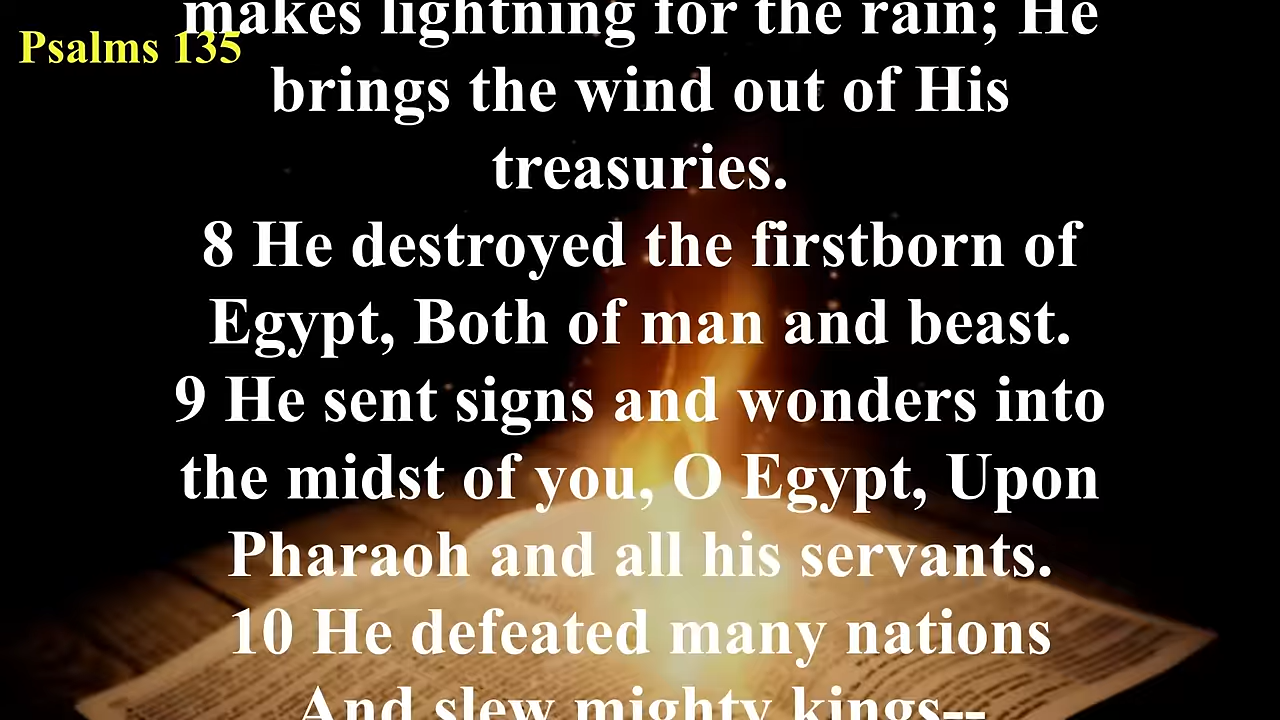 makes lightning for the rain; He
Psalms 135
brings the wind out of His
treasuries.
8 He destroyed the firstborn of
Egypt, Both of man and beast.
9 He sent signs and wonders into
the midst of you, O Egypt, Upon
Pharaoh and all his servants.
10 He defeated many nations
And slew mighty kings--